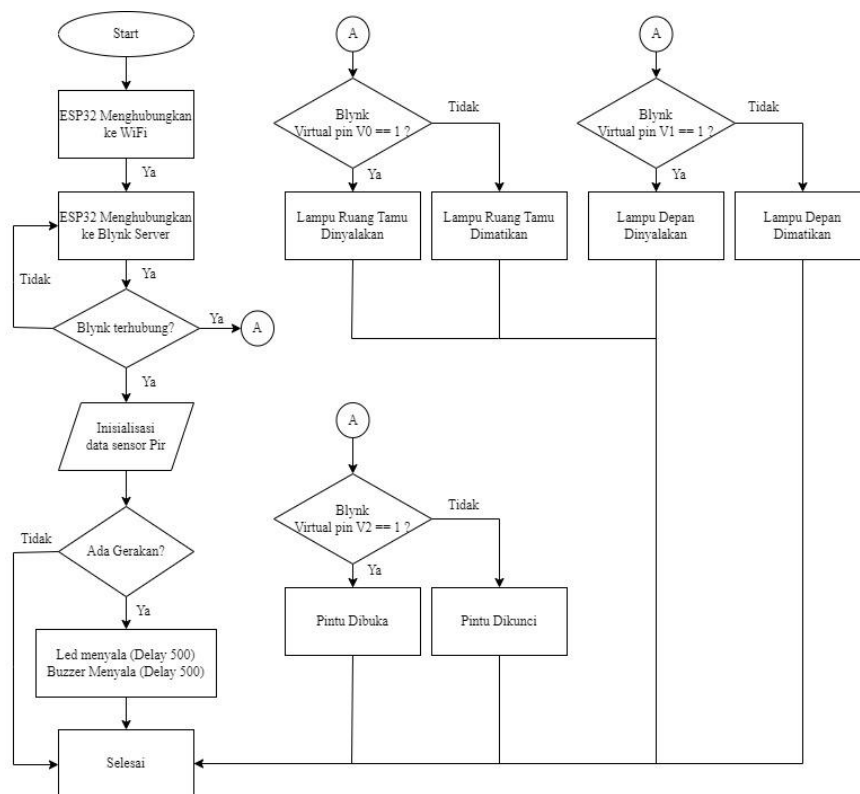 Start
ESP32 Menghubungkan
ke WiFi
Ya
ESP32 Menghubungkan
ke Blynk Server
Tidak
Ya
Blynk terhubung?
Ya
A
Ya
Inisialisasi
data sensor Pir
Tidak
Ada Gerakan?
Ya
Led menyala (Delay 500)
Buzzer Menyala (Delay 500)
Selesai
A
Blynk
Virtual pin V0 == 1 ?
Tidak
Ya
Lampu Ruang Tamu
Dinyalakan
Lampu Ruang Tamu
Dimatikan
A
Blynk
Virtual pin V1 == 1 ?
Tidak
Ya
Lampu Depan
Dinyalakan
Lampu Depan
Dimatikan
A
Blynk
Virtual pin V2 == 1 ?
Tidak
Ya
Pintu Dibuka
Pintu Dikunci